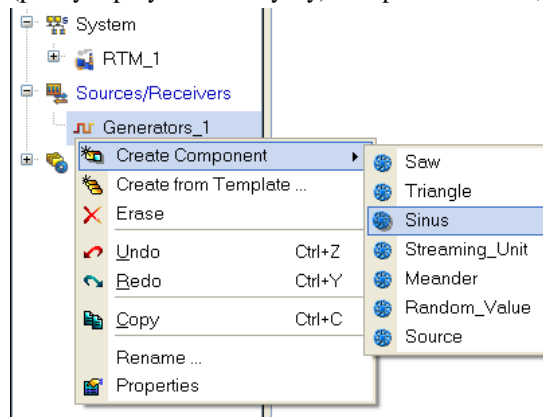 System
RTM_1
Sources/Receivers
Generators_1
Create Component
Create from Template ...
Erase
Undo Ctrl+Z
Redo Ctrl+Y
Copy Ctrl+C
Rename ...
Properties
Saw
Triangle
Sinus
Streaming_Unit
Meander
Random_Value
Source